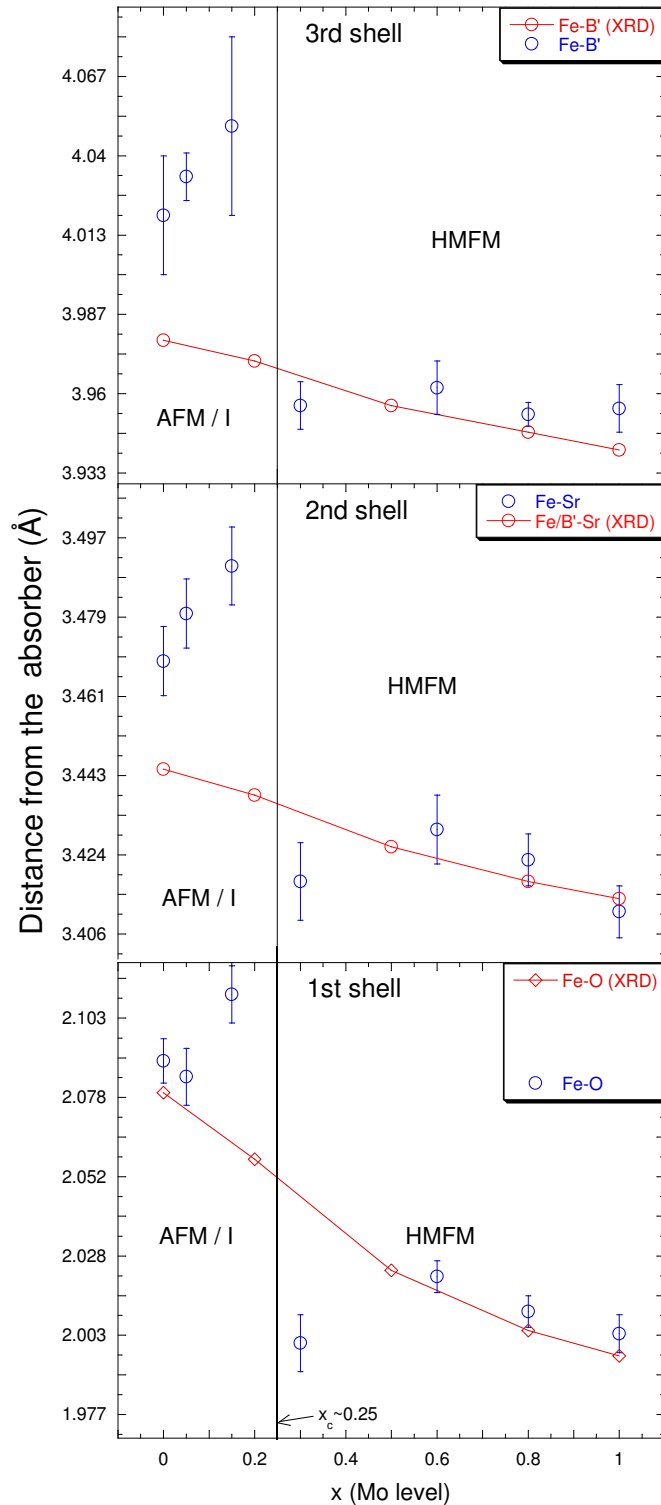 3rd shell
Fe-B' (XRD)
Fe-B'
4.067
4.04
4.013
3.987
3.96
3.933
HMFM
AFM / I
2nd shell
Fe-Sr
Fe/B'-Sr (XRD)
3.497
3.479
3.461
3.443
3.424
3.406
HMFM
AFM / I
Distance from the absorber (Å)
1st shell
Fe-O (XRD)
Fe-O
2.103
2.078
2.052
2.028
2.003
1.977
AFM / I
HMFM
x_c~0.25
0 0.2 0.4 0.6 0.8 1
x (Mo level)